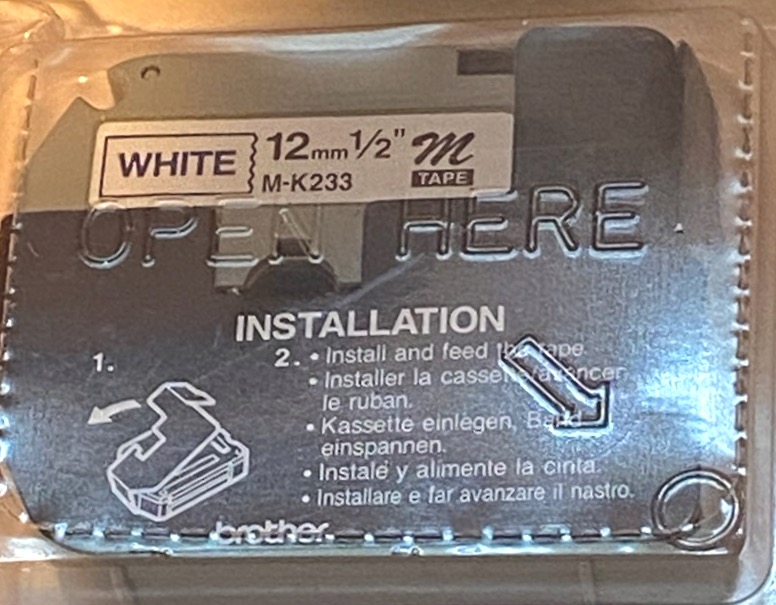 WHITE
12mm 1/2" M
M-K233 TAPE
OPEN HERE
INSTALLATION
1.
2. • Install and feed the tape.
• Installer la cassette/avancer
le ruban.
• Kassette einlegen, Band
einspannen.
• Instale y alimente la cinta.
• Installare e far avanzare il nastro.
brother